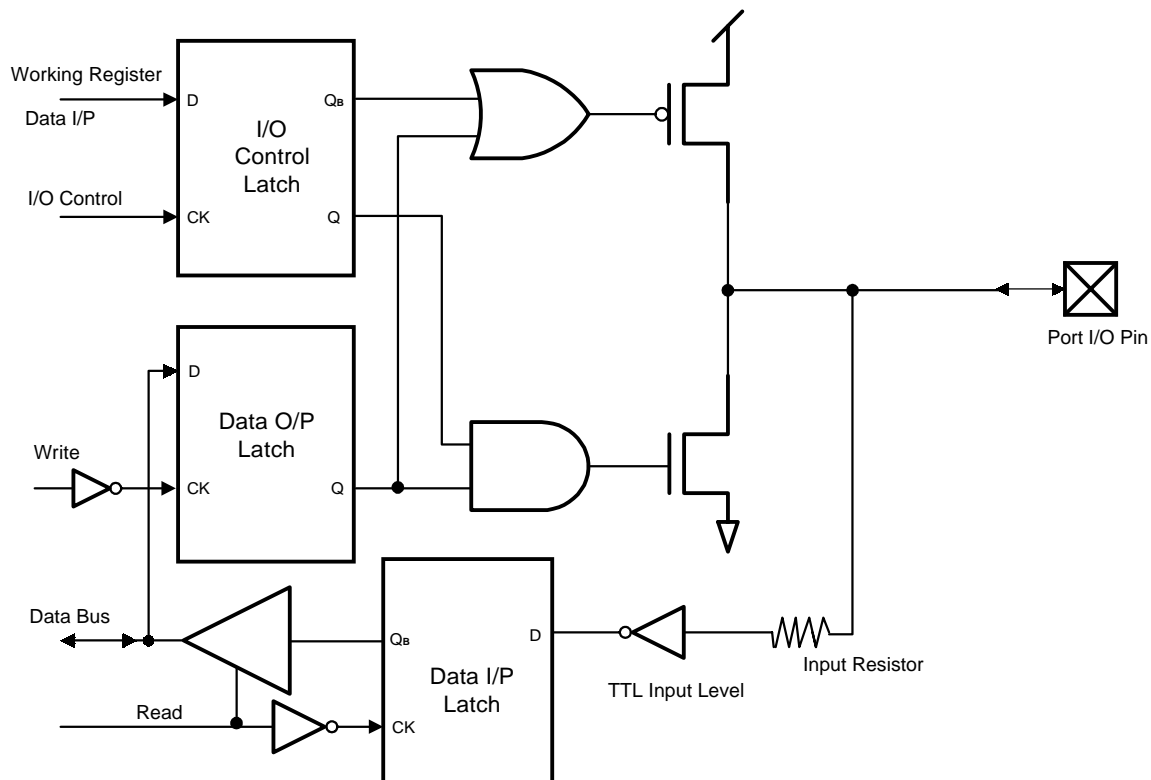 Working Register
Data I/P
I/O Control
D
CK
QB
Q
I/O
Control
Latch
Port I/O Pin
Write
D
CK
Q
Data O/P
Latch
Data Bus
Read
QB
D
CK
Data I/P
Latch
TTL Input Level
Input Resistor